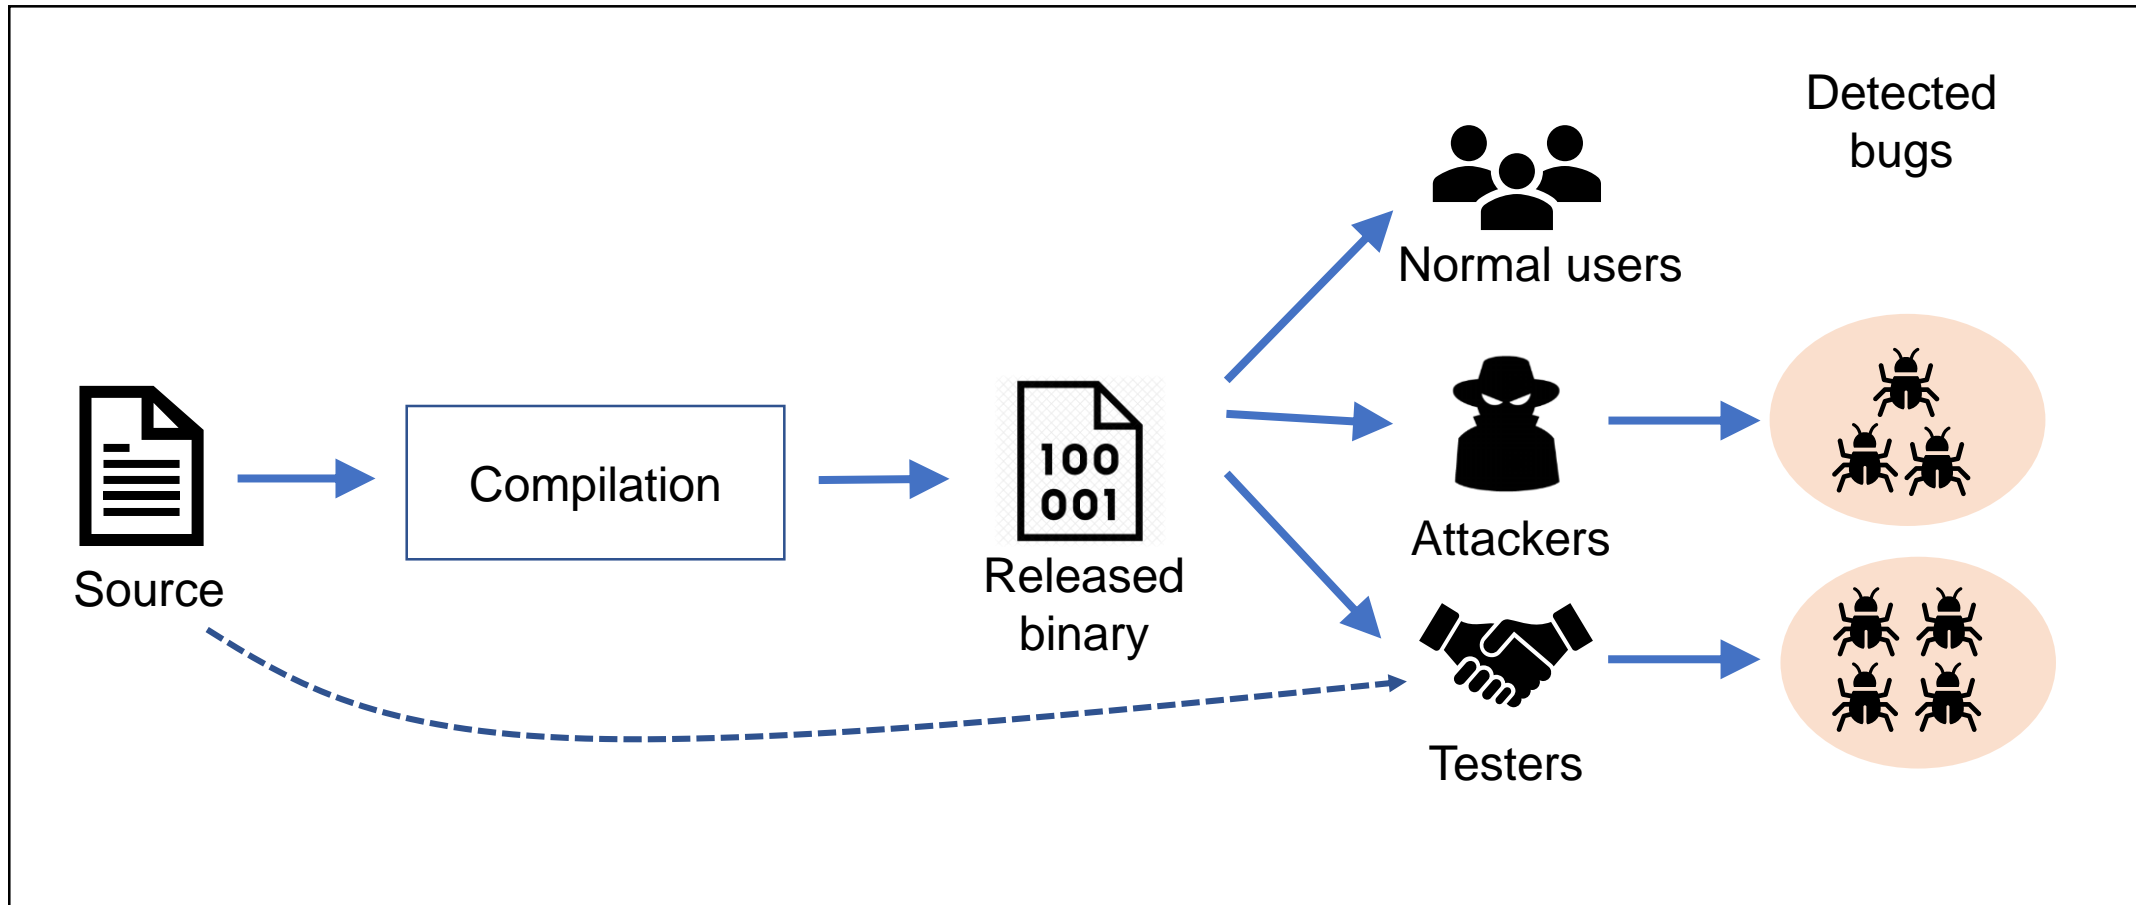 Detected
bugs
Normal users
Compilation
100
001
Source
Released
binary
Attackers
Testers